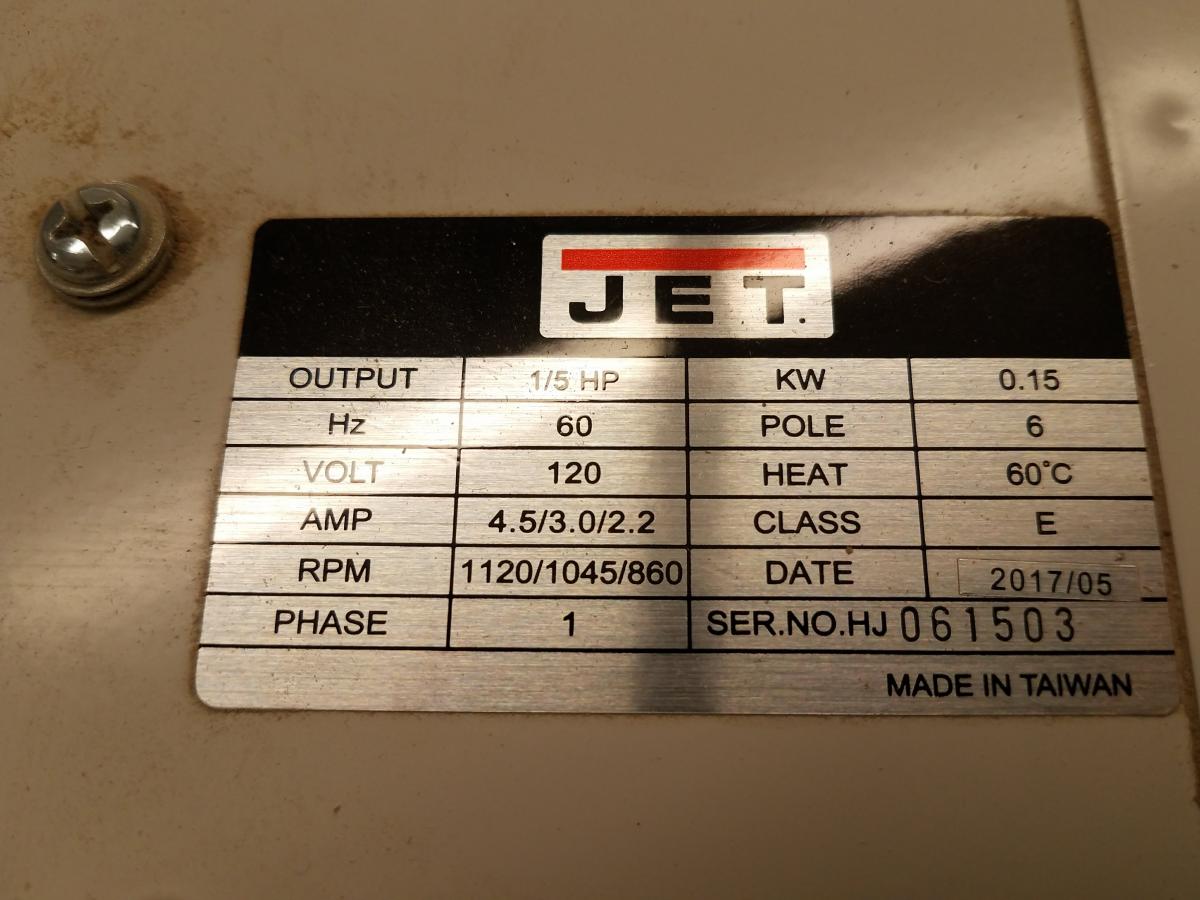 JET.
OUTPUT 1/5 HP KW 0.15
Hz 60 POLE 6
VOLT 120 HEAT 60°C
AMP 4.5/3.0/2.2 CLASS E
RPM 1120/1045/860 DATE 2017/05
PHASE 1 SER.NO.HJ 061503
MADE IN TAIWAN